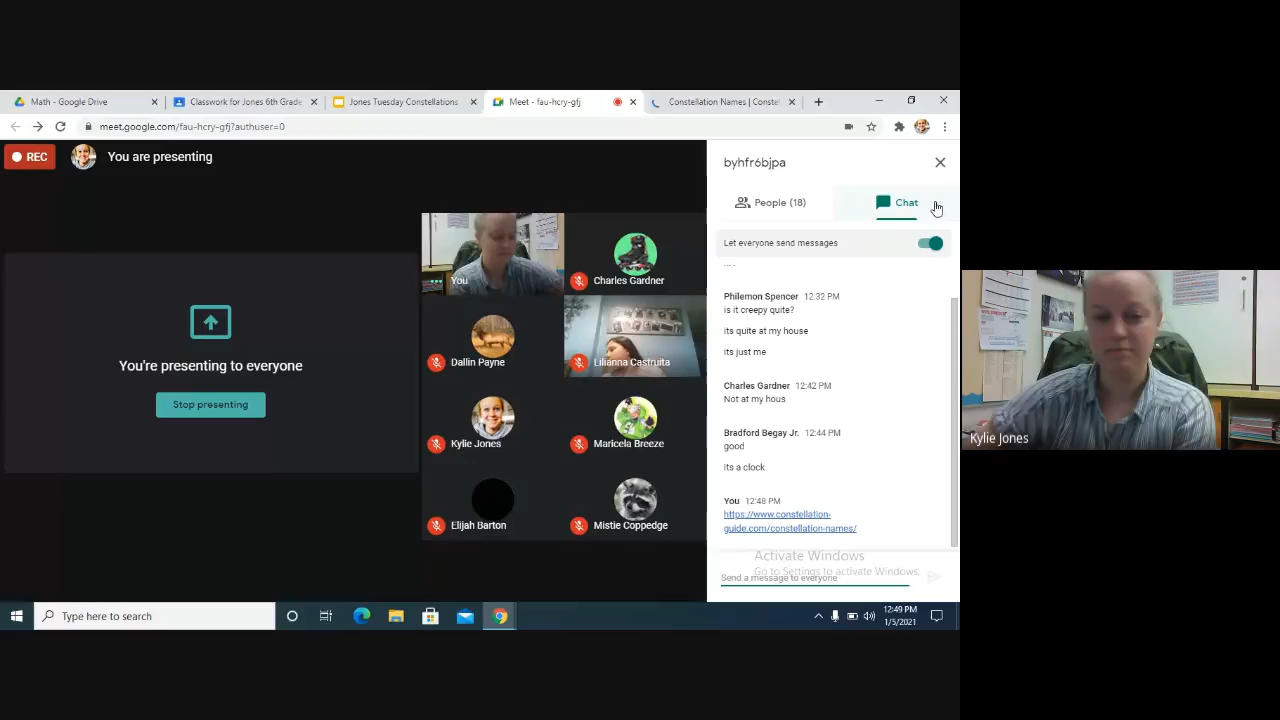 Math - Google Drive
Classwork for Jones 6th Grade
Jones Tuesday Constellations
Meet - fau-hcry-gfj
Constellation Names | Conste
meet.google.com/fau-hcry-gfj?authuser=0
REC
You are presenting
byhfr6bjpa
People (18)
Chat
Let everyone send messages
You're presenting to everyone
Stop presenting
You
Charles Gardner
Dallin Payne
Lilianna Castruita
Kylie Jones
Maricela Breeze
Elijah Barton
Mistie Coppedge
Philemon Spencer 12:32 PM
is it creepy quite?
its quite at my house
its just me
Charles Gardner 12:42 PM
Not at my hous
Bradford Begay Jr. 12:44 PM
good
its a clock
You 12:48 PM
https://www.constellation-
guide.com/constellation-names/
Activate Windows
Go to Settings to activate Windows.
Send a message to everyone
Type here to search
12:49 PM
1/5/2021
Kylie Jones